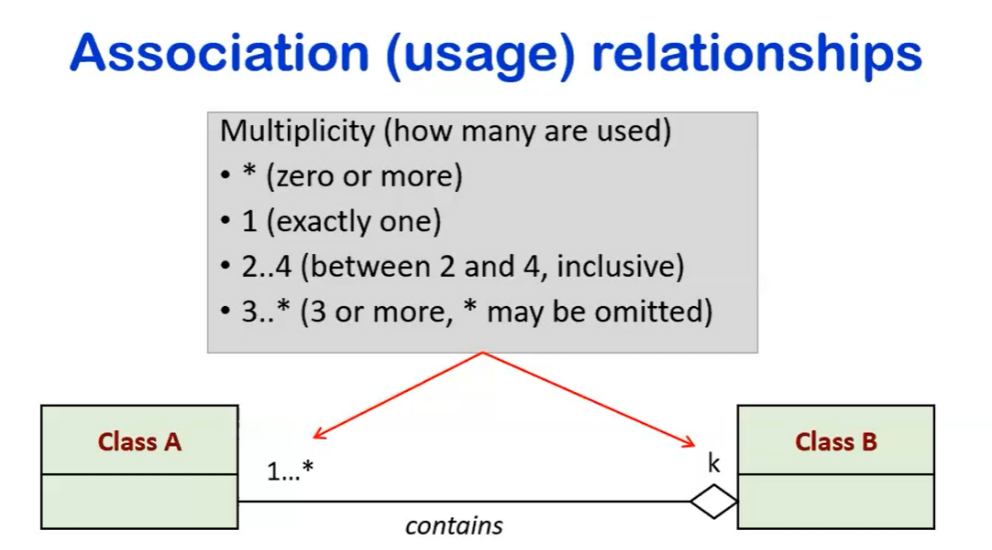 Association (usage) relationships
Multiplicity (how many are used)
• * (zero or more)
• 1 (exactly one)
• 2..4 (between 2 and 4, inclusive)
• 3..* (3 or more, * may be omitted)
Class A
Class B
1...*
k
contains